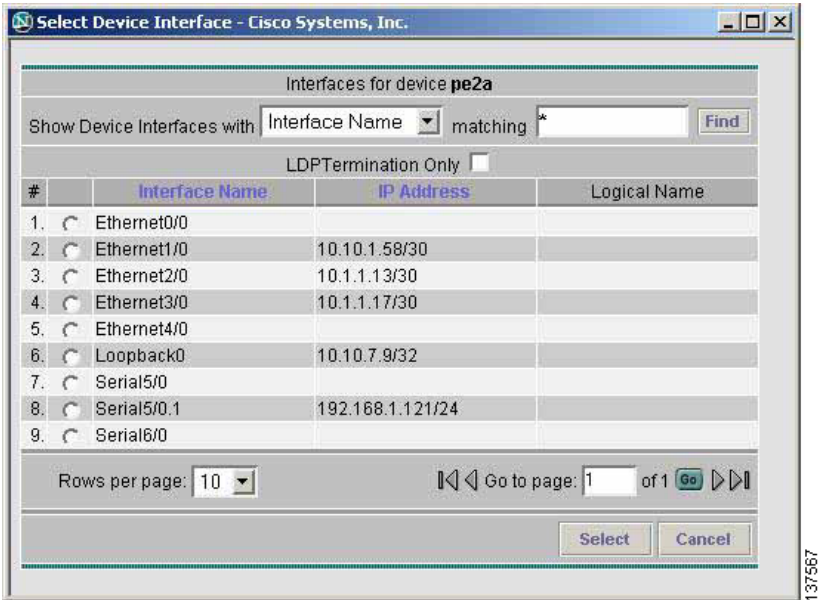 Select Device Interface - Cisco Systems, Inc.
Interfaces for device pe2a
Show Device Interfaces with Interface Name matching * Find
LDPTermination Only
# Interface Name IP Address Logical Name
1. Ethernet0/0
2. Ethernet1/0 10.10.1.58/30
3. Ethernet2/0 10.1.1.13/30
4. Ethernet3/0 10.1.1.17/30
5. Ethernet4/0
6. Loopback0 10.10.7.9/32
7. Serial5/0
8. Serial5/0.1 192.168.1.121/24
9. Serial6/0
Rows per page: 10 Go to page: 1 of 1 Go
Select Cancel
137567